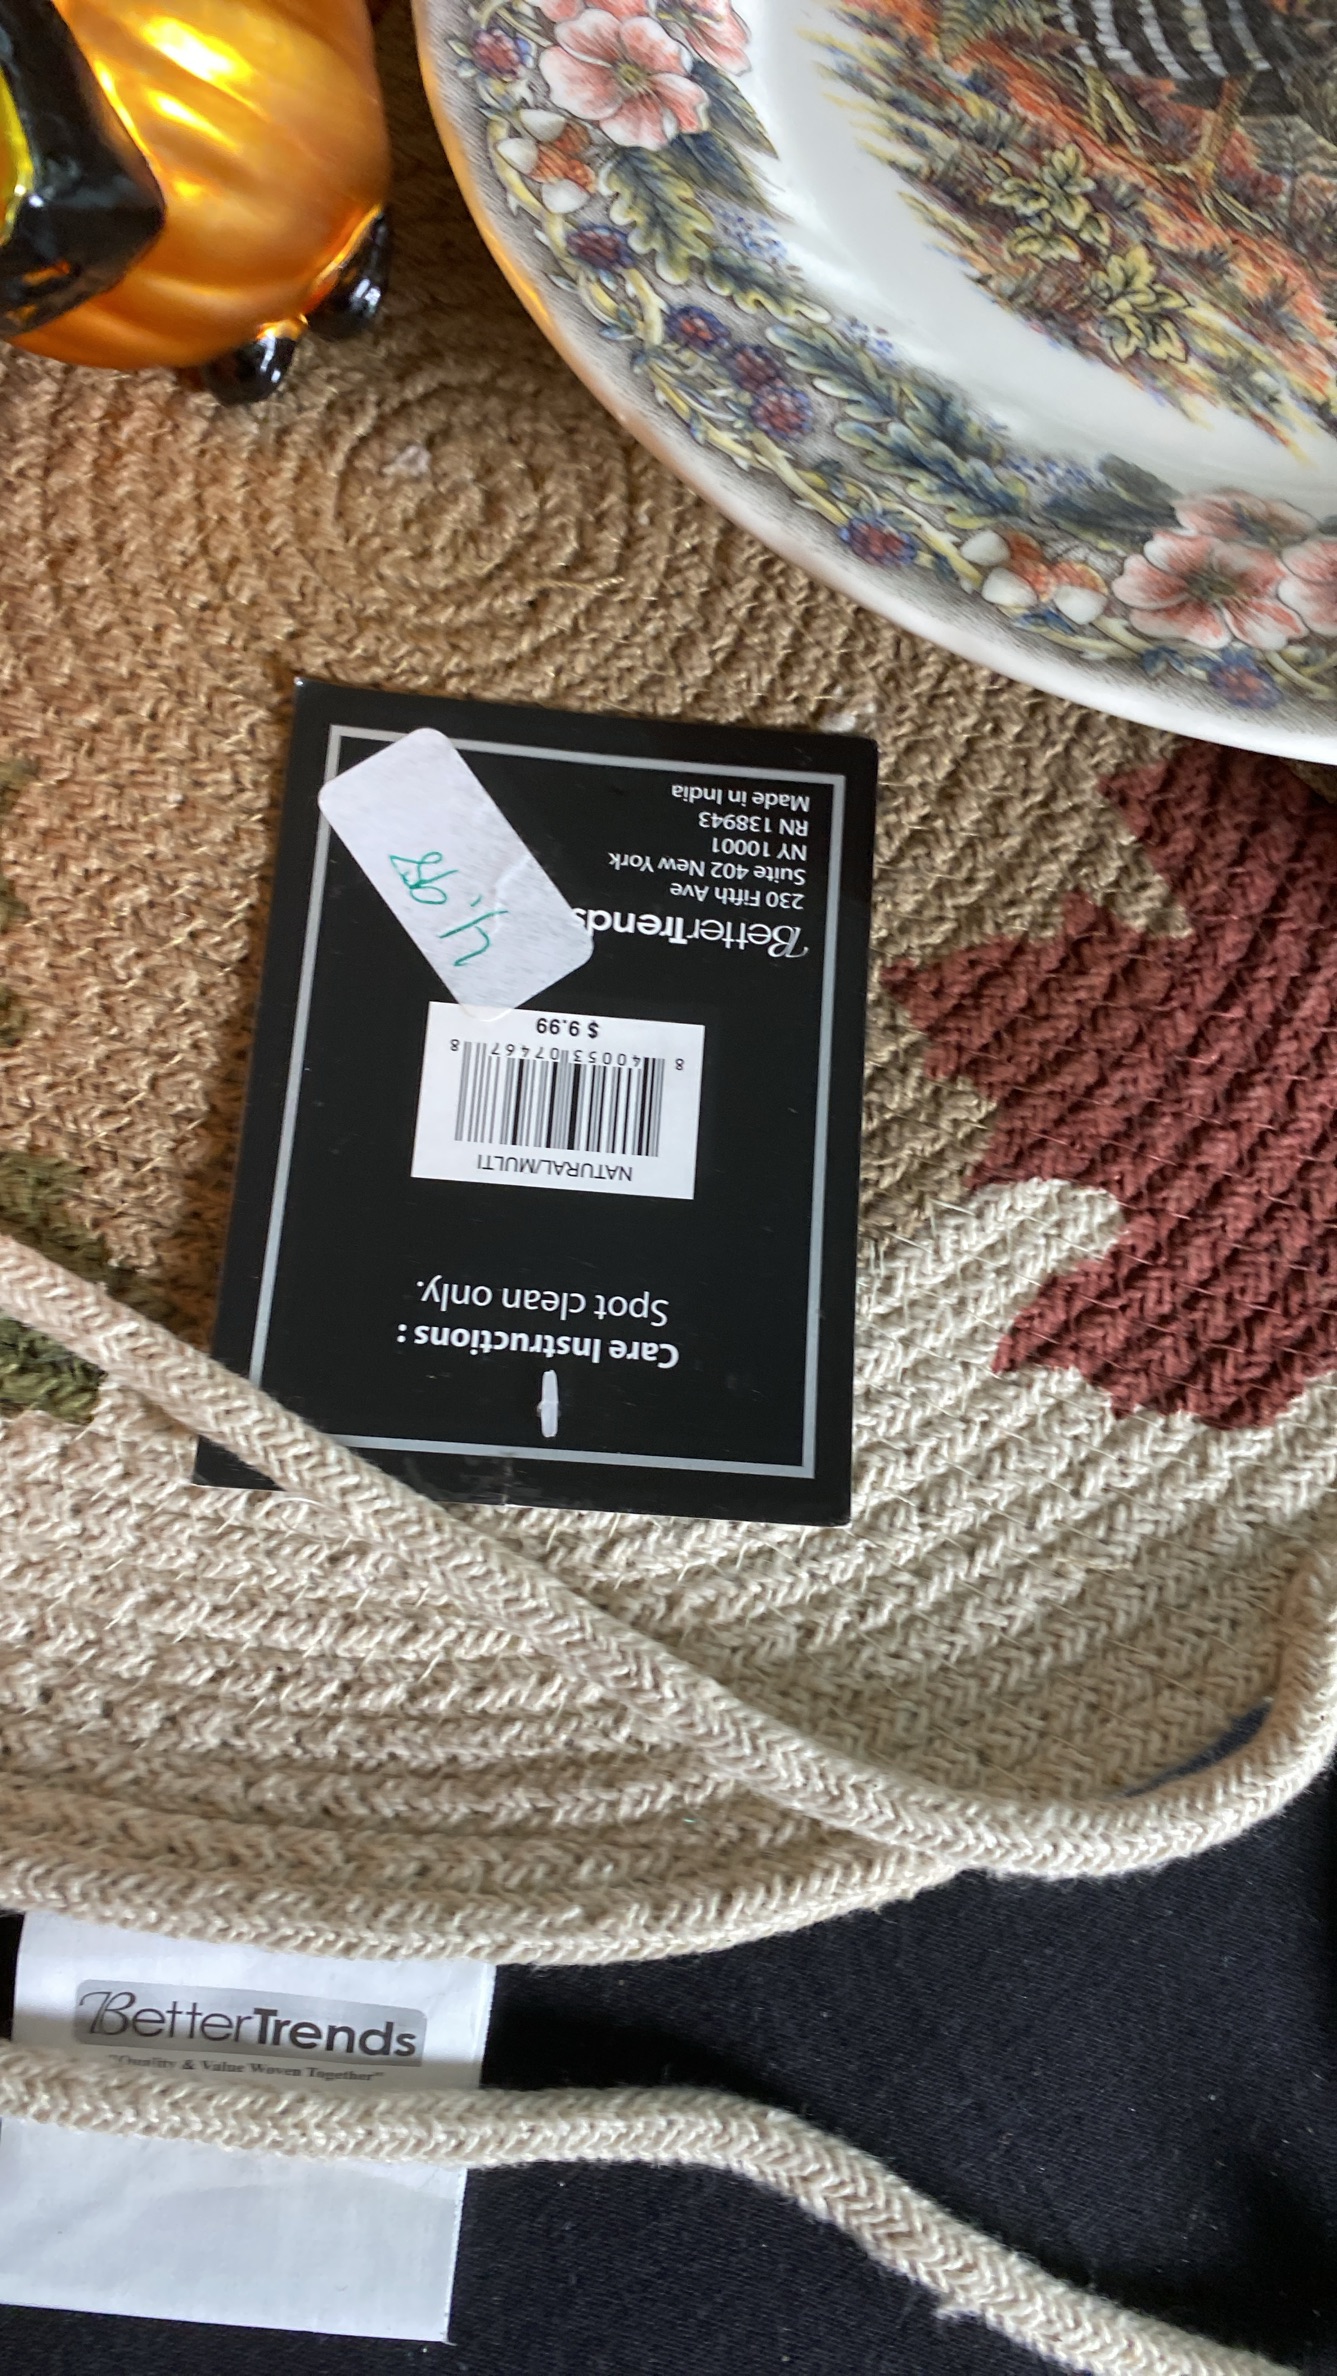 Care Instructions :
Spot clean only.
NATURAL/MULTI
8 40053 07467 8
$ 9.99
BetterTrends
230 Fifth Ave
Suite 402 New York
NY 10001
RN 138943
Made in India
4.95
BetterTrends
"Quality & Value Woven Together"